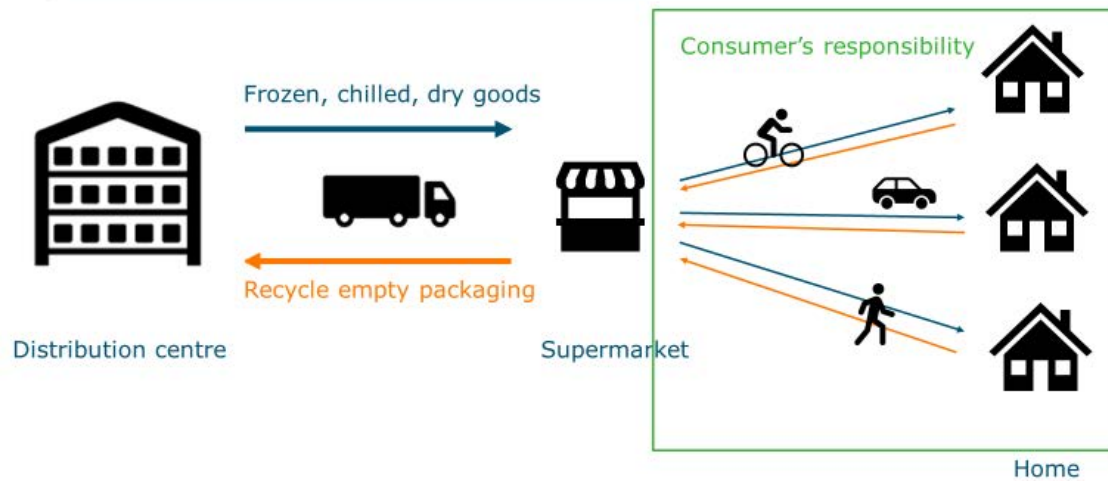 Consumer's responsibility
Frozen, chilled, dry goods
Recycle empty packaging
Distribution centre
Supermarket
Home